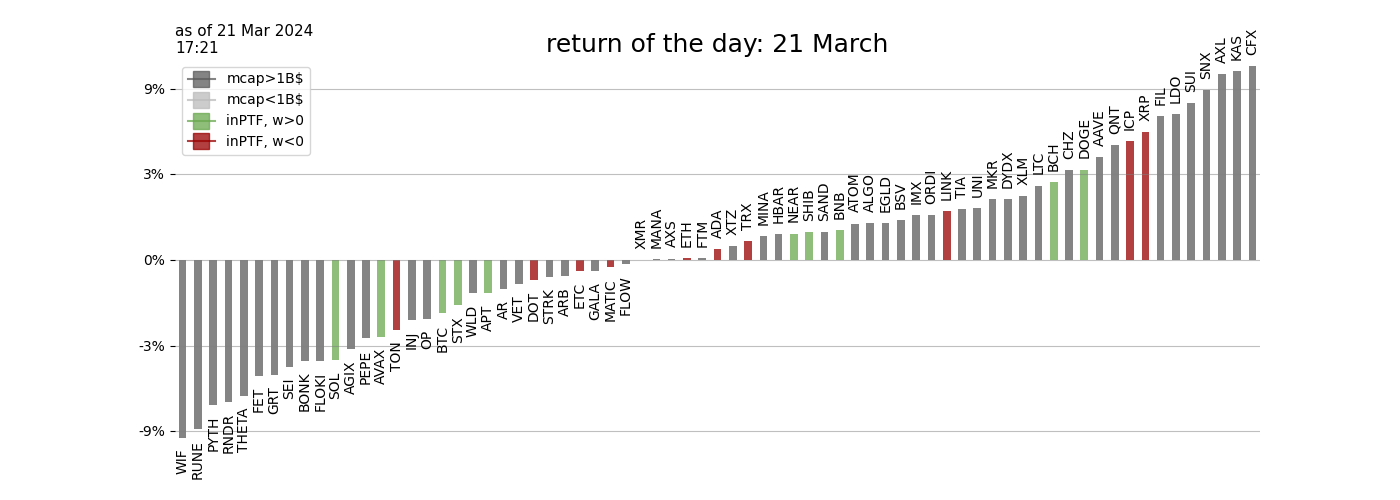 as of 21 Mar 2024
17:21
return of the day: 21 March
mcap>1B$
mcap<1B$
inPTF, w>0
inPTF, w<0
9%
3%
0%
-3%
-9%
WIF
RUNE
PYTH
RNDR
THETA
FET
GRT
SEI
BONK
FLOKI
SOL
AGIX
PEPE
AVAX
TON
INJ
OP
BTC
STX
WLD
APT
AR
VET
DOT
STRK
ARB
ETC
GALA
MATIC
FLOW
XMR
MANA
AXS
ETH
FTM
ADA
XTZ
TRX
MINA
HBAR
NEAR
SHIB
SAND
BNB
ATOM
ALGO
EGLD
BSV
IMX
ORDI
LINK
TIA
UNI
MKR
DYDX
XLM
LTC
BCH
CHZ
DOGE
AAVE
QNT
ICP
XRP
FIL
LDO
SUI
SNX
AXL
KAS
CFX